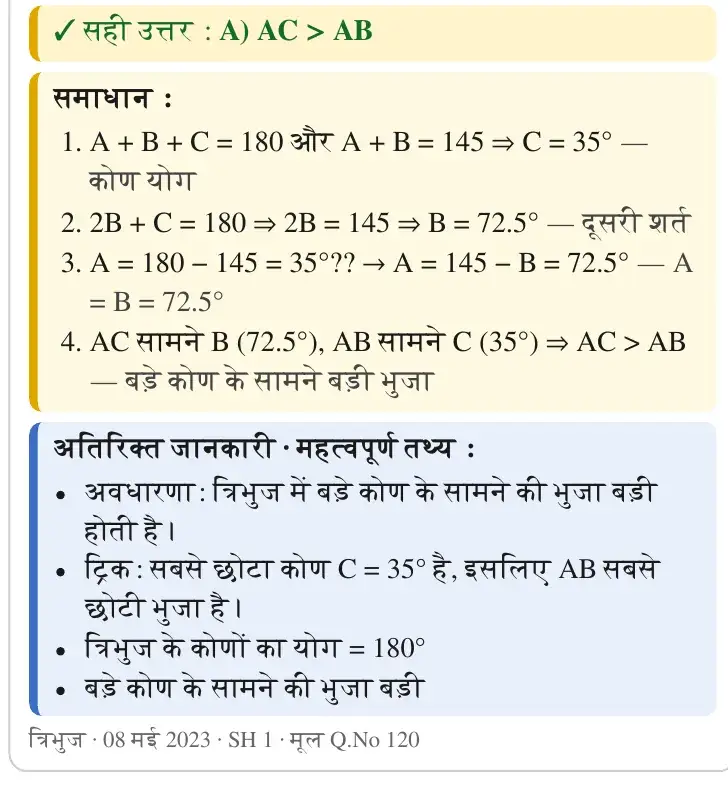 ✓ सही उत्तर : A) AC > AB
समाधान :
1. A + B + C = 180 और A + B = 145 ⇒ C = 35° —
कोण योग
2. 2B + C = 180 ⇒ 2B = 145 ⇒ B = 72.5° — दूसरी शर्त
3. A = 180 − 145 = 35°?? → A = 145 − B = 72.5° — A
= B = 72.5°
4. AC सामने B (72.5°), AB सामने C (35°) ⇒ AC > AB
— बड़े कोण के सामने बड़ी भुजा
अतिरिक्त जानकारी · महत्वपूर्ण तथ्य :
• अवधारणा : त्रिभुज में बड़े कोण के सामने की भुजा बड़ी
होती है।
• ट्रिक : सबसे छोटा कोण C = 35° है, इसलिए AB सबसे
छोटी भुजा है।
• त्रिभुज के कोणों का योग = 180°
• बड़े कोण के सामने की भुजा बड़ी
त्रिभुज · 08 मई 2023 · SH 1 · मूल Q.No 120